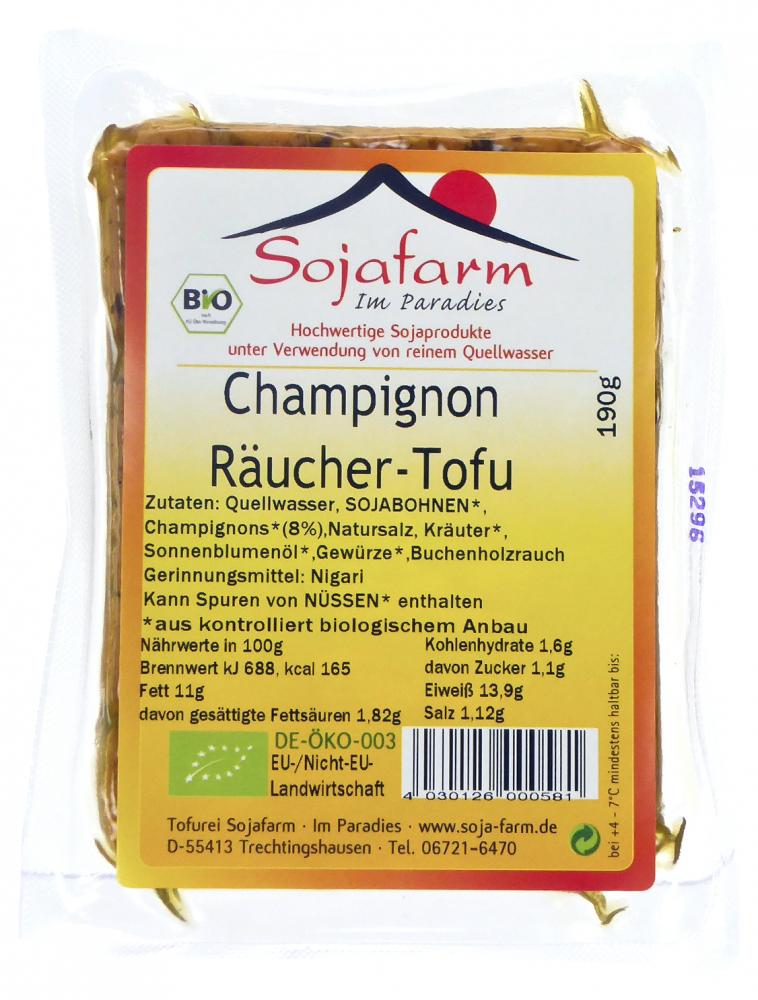 Sojafarm
Im Paradies
BIO
nach
EG-Öko-Verordnung
Hochwertige Sojaprodukte
unter Verwendung von reinem Quellwasser
Champignon
Räucher-Tofu
190g
Zutaten: Quellwasser, SOJABOHNEN*,
Champignons*(8%),Natursalz, Kräuter*,
Sonnenblumenöl*,Gewürze*,Buchenholzrauch
Gerinnungsmittel: Nigari
Kann Spuren von NÜSSEN* enthalten
*aus kontrolliert biologischem Anbau
Nährwerte in 100g
Brennwert kJ 688, kcal 165
Fett 11g
davon gesättigte Fettsäuren 1,82g
Kohlenhydrate 1,6g
davon Zucker 1,1g
Eiweiß 13,9g
Salz 1,12g
DE-ÖKO-003
EU-/Nicht-EU-
Landwirtschaft
4 030126 000581
Tofurei Sojafarm · Im Paradies · www.soja-farm.de
D-55413 Trechtingshausen · Tel. 06721-6470
bei +4 - 7°C mindestens haltbar bis:
15296